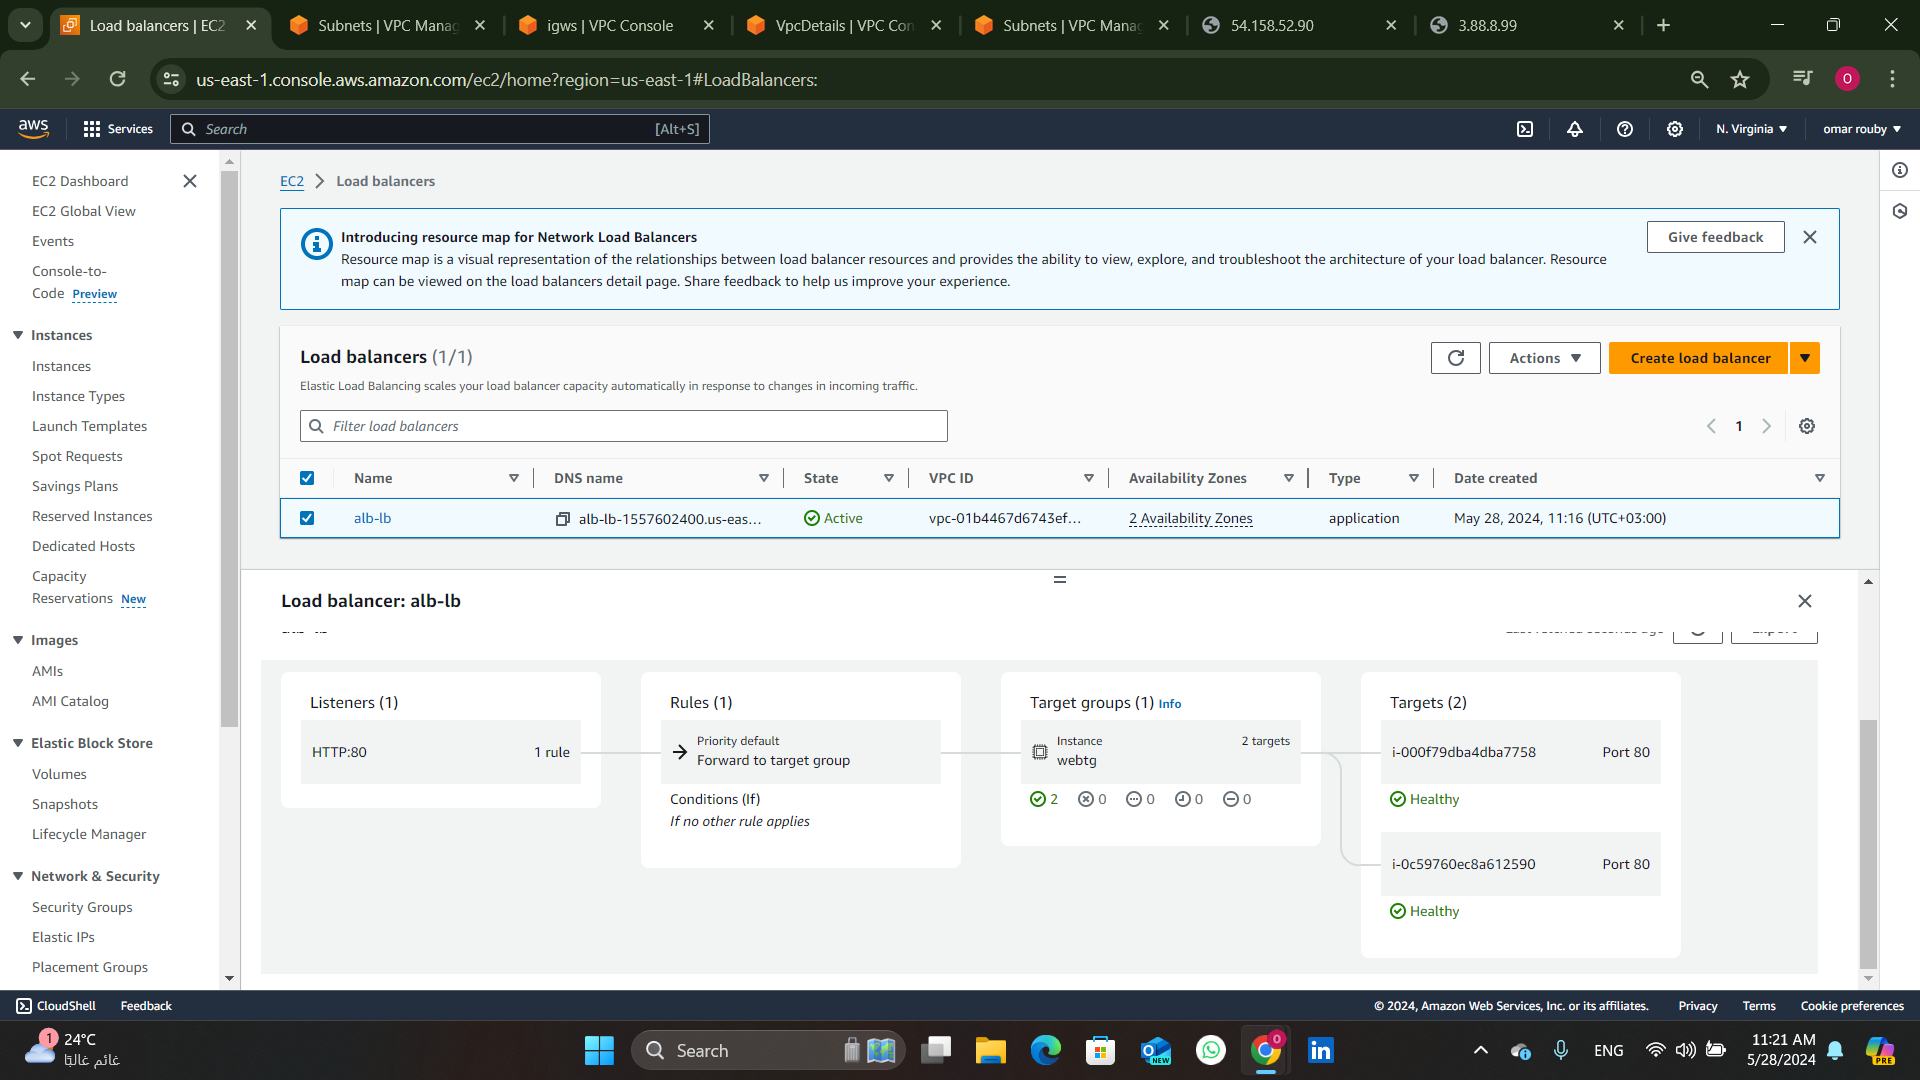 Load balancers | EC2
Subnets | VPC Manag
igws | VPC Console
VpcDetails | VPC Con
Subnets | VPC Manag
54.158.52.90
3.88.8.99
us-east-1.console.aws.amazon.com/ec2/home?region=us-east-1#LoadBalancers:
O
aws
Services
Search
[Alt+S]
N. Virginia
omar rouby
EC2 Dashboard
EC2 Global View
Events
Console-to-
Code Preview
Instances
Instances
Instance Types
Launch Templates
Spot Requests
Savings Plans
Reserved Instances
Dedicated Hosts
Capacity
Reservations New
Images
AMIs
AMI Catalog
Elastic Block Store
Volumes
Snapshots
Lifecycle Manager
Network & Security
Security Groups
Elastic IPs
Placement Groups
EC2 > Load balancers
Introducing resource map for Network Load Balancers
Resource map is a visual representation of the relationships between load balancer resources and provides the ability to view, explore, and troubleshoot the architecture of your load balancer. Resource
map can be viewed on the load balancers detail page. Share feedback to help us improve your experience.
Give feedback
Load balancers (1/1)
Elastic Load Balancing scales your load balancer capacity automatically in response to changes in incoming traffic.
Actions
Create load balancer
Filter load balancers
1
Name DNS name State VPC ID Availability Zones Type Date created
alb-lb alb-lb-1557602400.us-eas... Active vpc-01b4467d6743ef... 2 Availability Zones application May 28, 2024, 11:16 (UTC+03:00)
Load balancer: alb-lb
Listeners (1)
HTTP:80 1 rule
Rules (1)
Priority default
Forward to target group
Conditions (If)
If no other rule applies
Target groups (1) Info
Instance 2 targets
webtg
2 0 0 0 0
Targets (2)
i-000f79dba4dba7758 Port 80
Healthy
i-0c59760ec8a612590 Port 80
Healthy
CloudShell
Feedback
© 2024, Amazon Web Services, Inc. or its affiliates.
Privacy
Terms
Cookie preferences
1
24°C
غائم غالبًا
Search
NEW
0
ENG
11:21 AM
5/28/2024
PRE